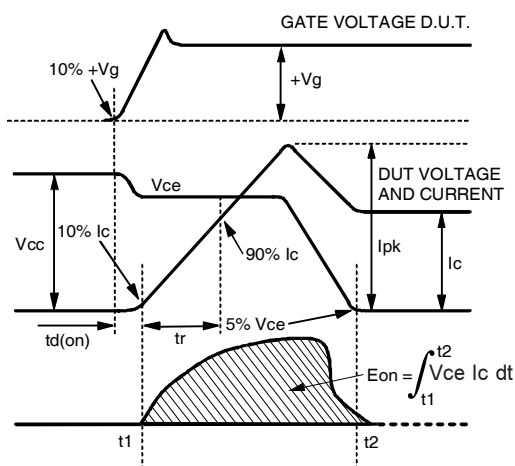 GATE VOLTAGE D.U.T.
10% +Vg
+Vg
Vce
DUT VOLTAGE
AND CURRENT
Vcc
10% Ic
90% Ic
Ipk
Ic
td(on)
tr
5% Vce
Eon = ∫ Vce Ic dt
t2
t1
t1
t2